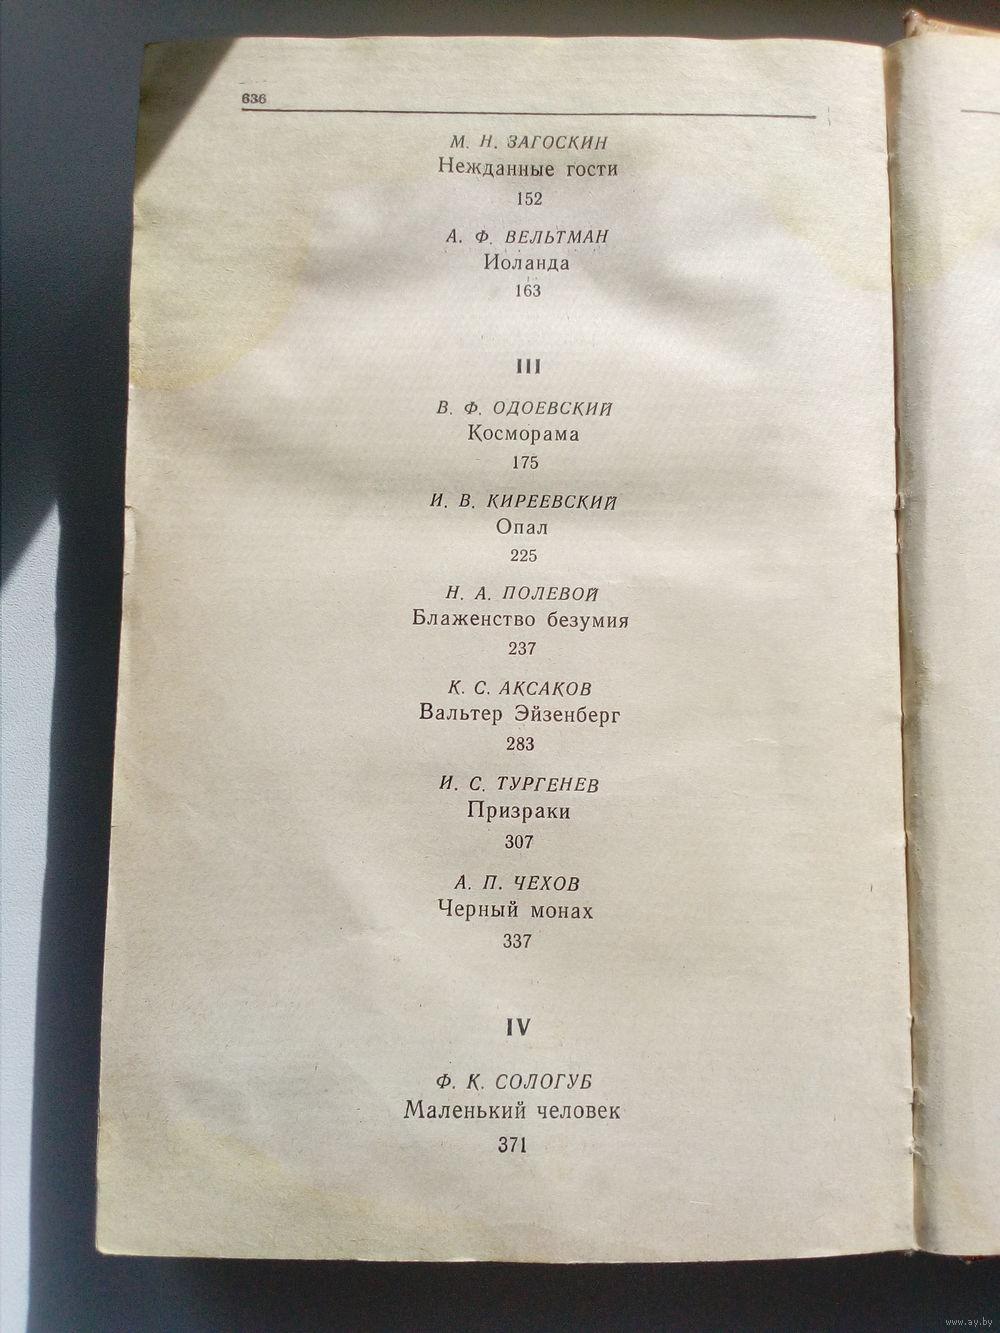 636
М. Н. ЗАГОСКИН
Нежданные гости
152
А. Ф. ВЕЛЬТМАН
Иоланда
163
III
В. Ф. ОДОЕВСКИЙ
Косморама
175
И. В. КИРЕЕВСКИЙ
Опал
225
Н. А. ПОЛЕВОЙ
Блаженство безумия
237
К. С. АКСАКОВ
Вальтер Эйзенберг
283
И. С. ТУРГЕНЕВ
Призраки
307
А. П. ЧЕХОВ
Черный монах
337
IV
Ф. К. СОЛОГУБ
Маленький человек
371
www.ay.by